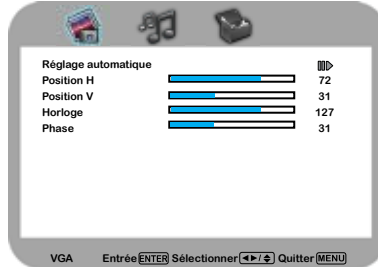 Réglage automatique
Position H 72
Position V 31
Horloge 127
Phase 31
VGA Entrée ENTER Sélectionner ◄►/▲▼ Quitter MENU